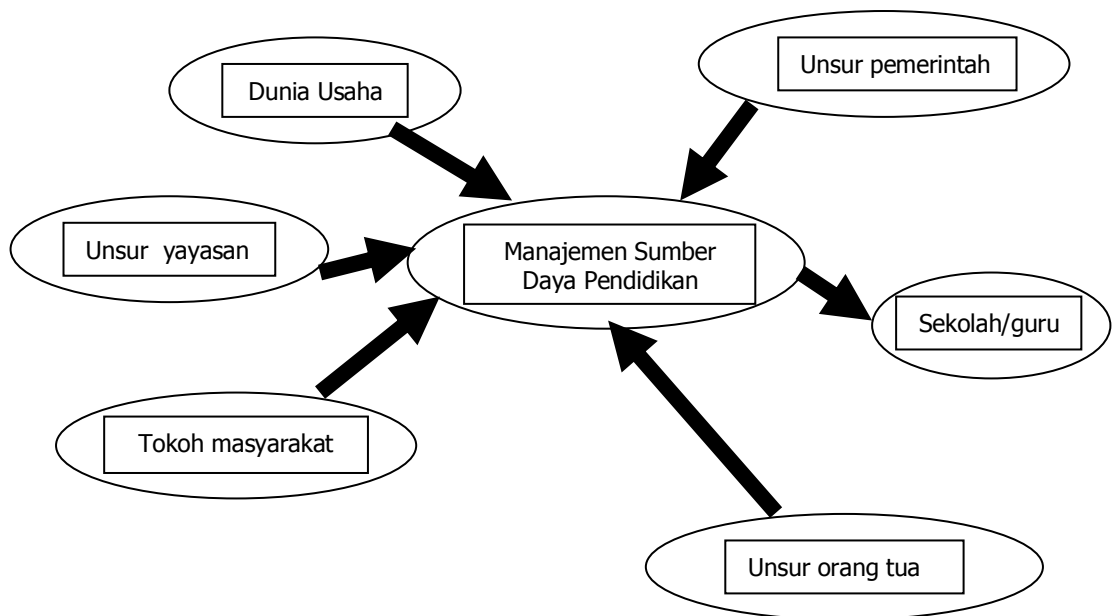 Dunia Usaha
Unsur pemerintah
Unsur yayasan
Manajemen Sumber
Daya Pendidikan
Sekolah/guru
Tokoh masyarakat
Unsur orang tua